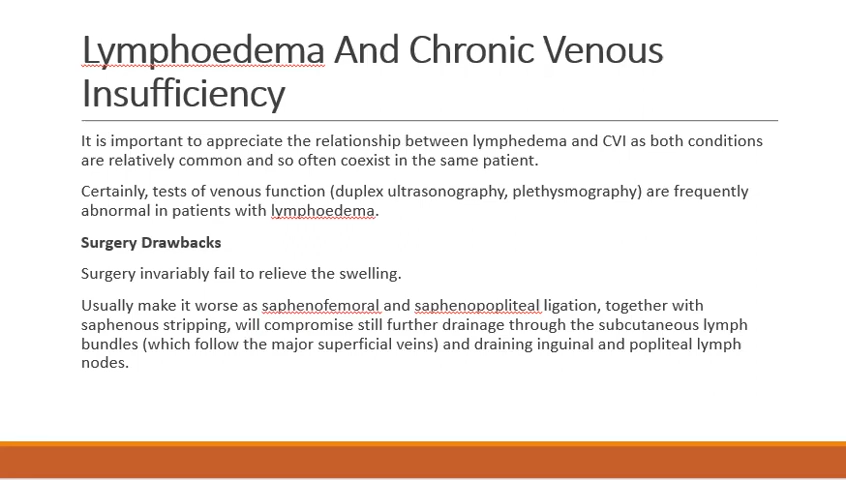 Lymphoedema And Chronic Venous
Insufficiency
It is important to appreciate the relationship between lymphedema and CVI as both conditions
are relatively common and so often coexist in the same patient.
Certainly, tests of venous function (duplex ultrasonography, plethysmography) are frequently
abnormal in patients with lymphoedema.
Surgery Drawbacks
Surgery invariably fail to relieve the swelling.
Usually make it worse as saphenofemoral and saphenopopliteal ligation, together with
saphenous stripping, will compromise still further drainage through the subcutaneous lymph
bundles (which follow the major superficial veins) and draining inguinal and popliteal lymph
nodes.